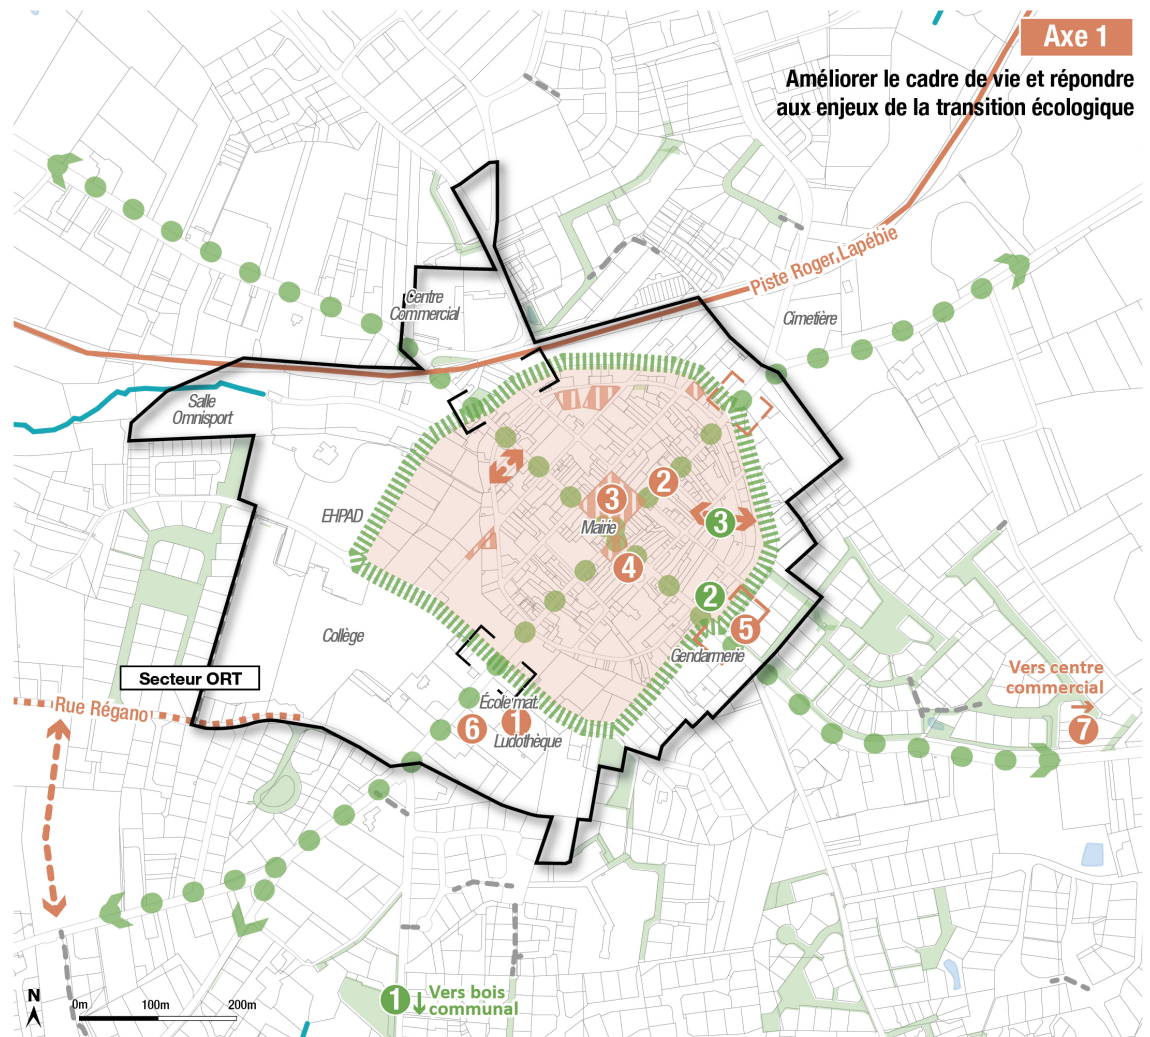 Axe 1
Améliorer le cadre de vie et répondre
aux enjeux de la transition écologique
Piste Roger Lapébie
Centre
Commercial
Cimetière
Salle
Omnisport
2
3
2
EHPAD
Mairie
3
4
2
5
Collège
Gendarmerie
Secteur ORT
Vers centre
commercial
7
Rue Régano
École mat.
6
1
Ludothèque
1
Vers bois
communal
N
0m
100m
200m